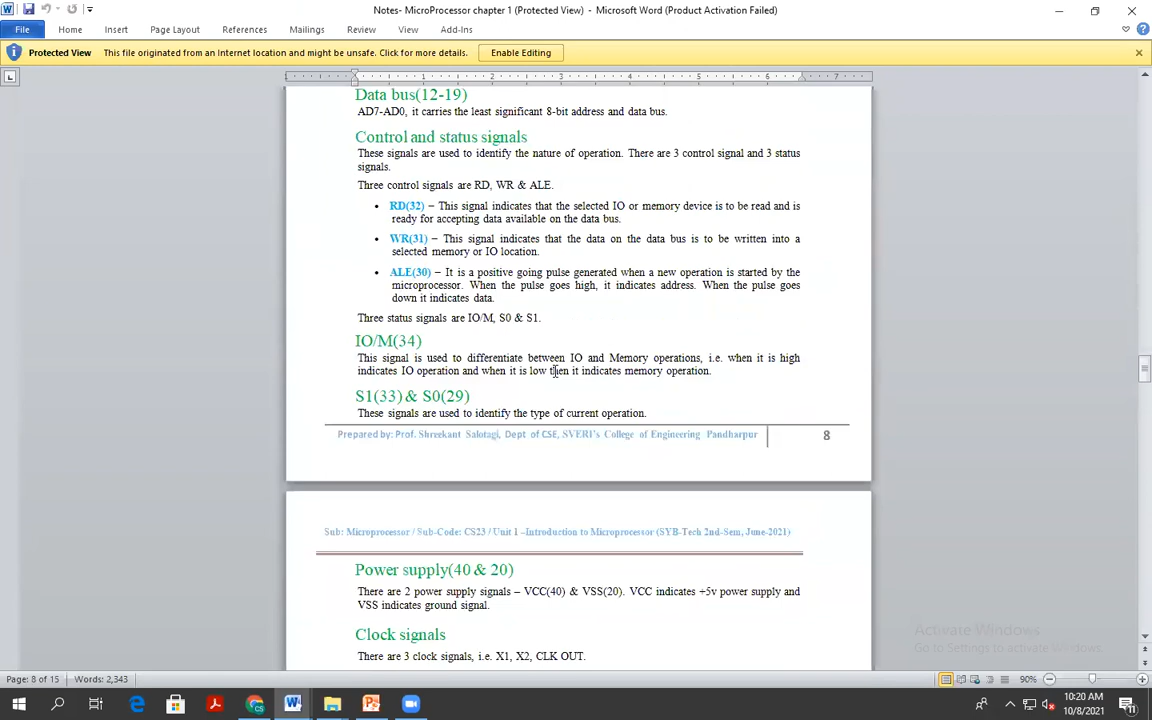 Notes- MicroProcessor chapter 1 (Protected View) - Microsoft Word (Product Activation Failed)
File Home Insert Page Layout References Mailings Review View Add-Ins
Protected View This file originated from an Internet location and might be unsafe. Click for more details. Enable Editing
1 1 2 3 4 5 6 7
Data bus(12-19)
AD7-AD0, it carries the least significant 8-bit address and data bus.
Control and status signals
These signals are used to identify the nature of operation. There are 3 control signal and 3 status
signals.
Three control signals are RD, WR & ALE.
• RD(32) − This signal indicates that the selected IO or memory device is to be read and is
ready for accepting data available on the data bus.
• WR(31) − This signal indicates that the data on the data bus is to be written into a
selected memory or IO location.
• ALE(30) − It is a positive going pulse generated when a new operation is started by the
microprocessor. When the pulse goes high, it indicates address. When the pulse goes
down it indicates data.
Three status signals are IO/M, S0 & S1.
IO/M(34)
This signal is used to differentiate between IO and Memory operations, i.e. when it is high
indicates IO operation and when it is low then it indicates memory operation.
S1(33) & S0(29)
These signals are used to identify the type of current operation.
Prepared by: Prof. Shreekant Salotagi, Dept of CSE, SVERI's College of Engineering Pandharpur 8
Sub: Microprocessor / Sub-Code: CS23 / Unit 1 –Introduction to Microprocessor (SYB-Tech 2nd-Sem, June-2021)
Power supply(40 & 20)
There are 2 power supply signals − VCC(40) & VSS(20). VCC indicates +5v power supply and
VSS indicates ground signal.
Clock signals
There are 3 clock signals, i.e. X1, X2, CLK OUT.
Activate Windows
Go to Settings to activate Windows.
Page: 8 of 15 Words: 2,343 90%
10:20 AM
10/8/2021
11